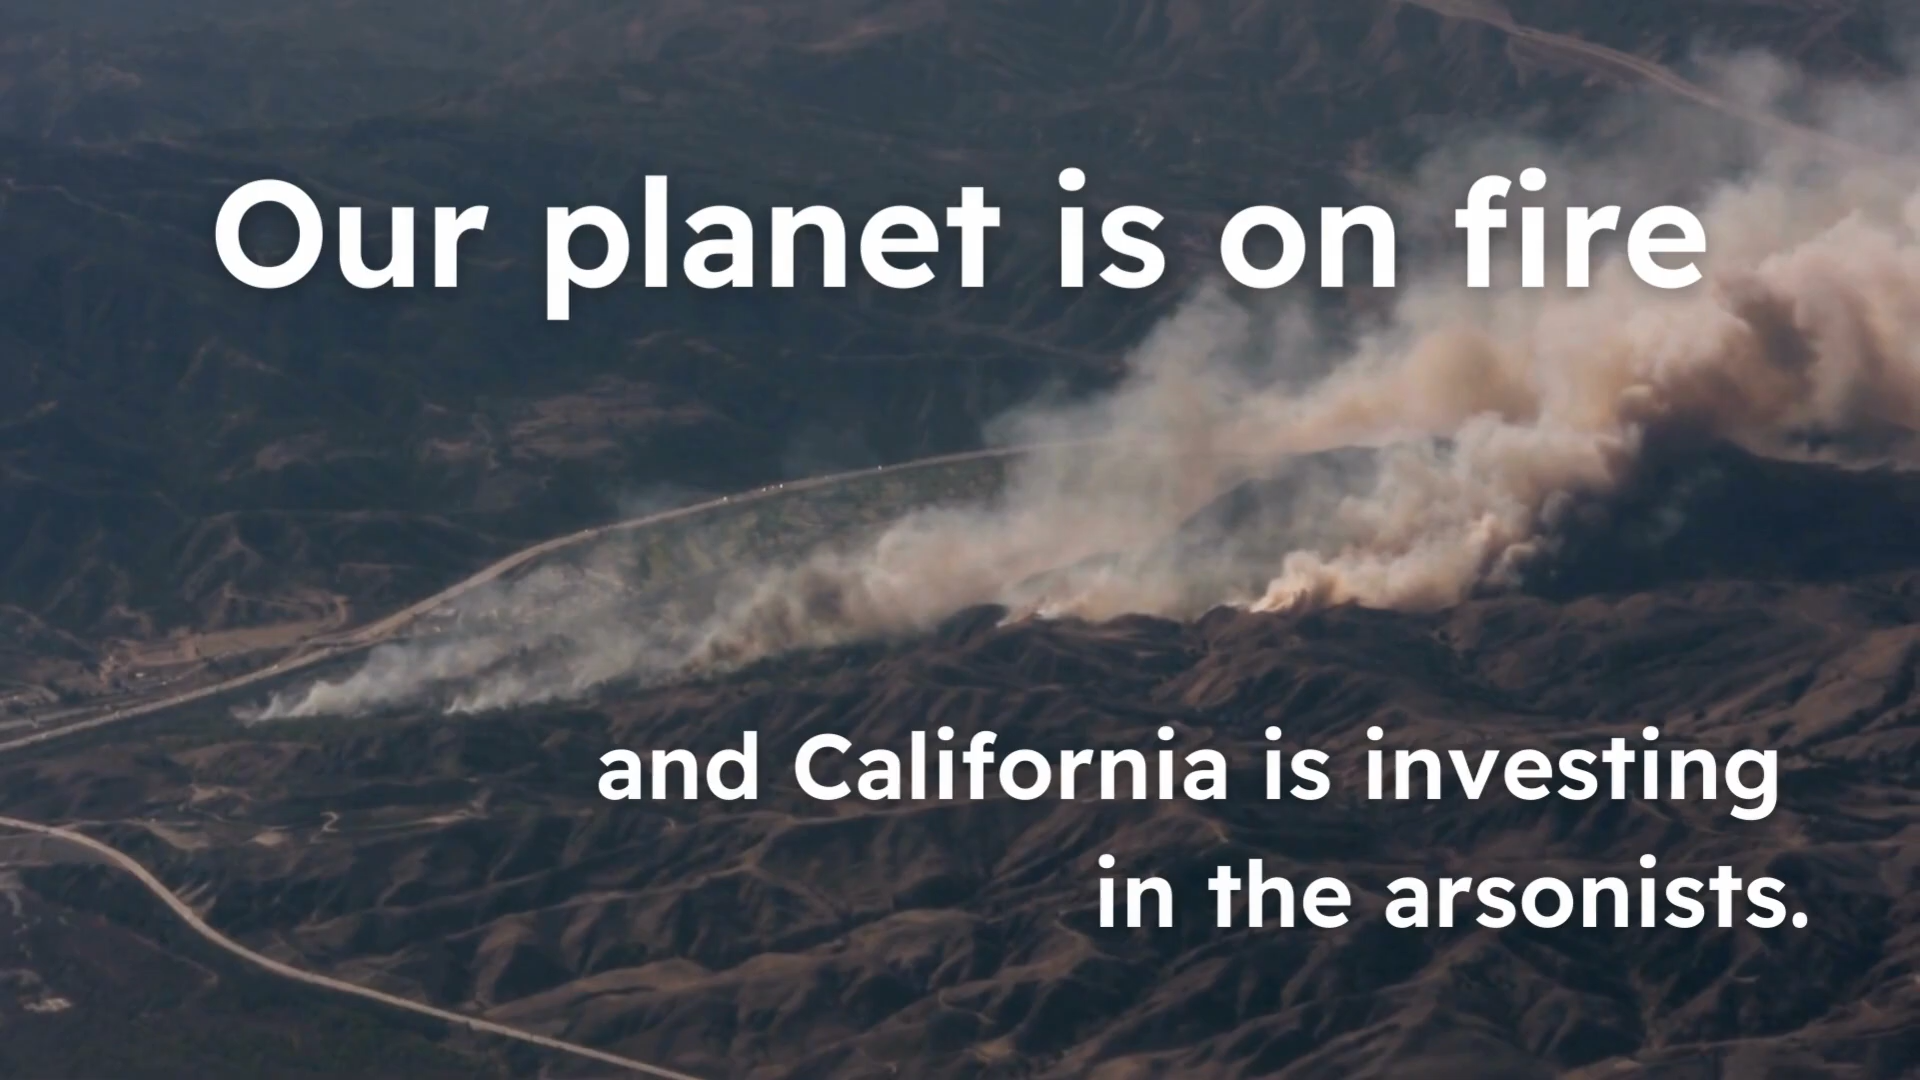 Our planet is on fire
and California is investing
in the arsonists.